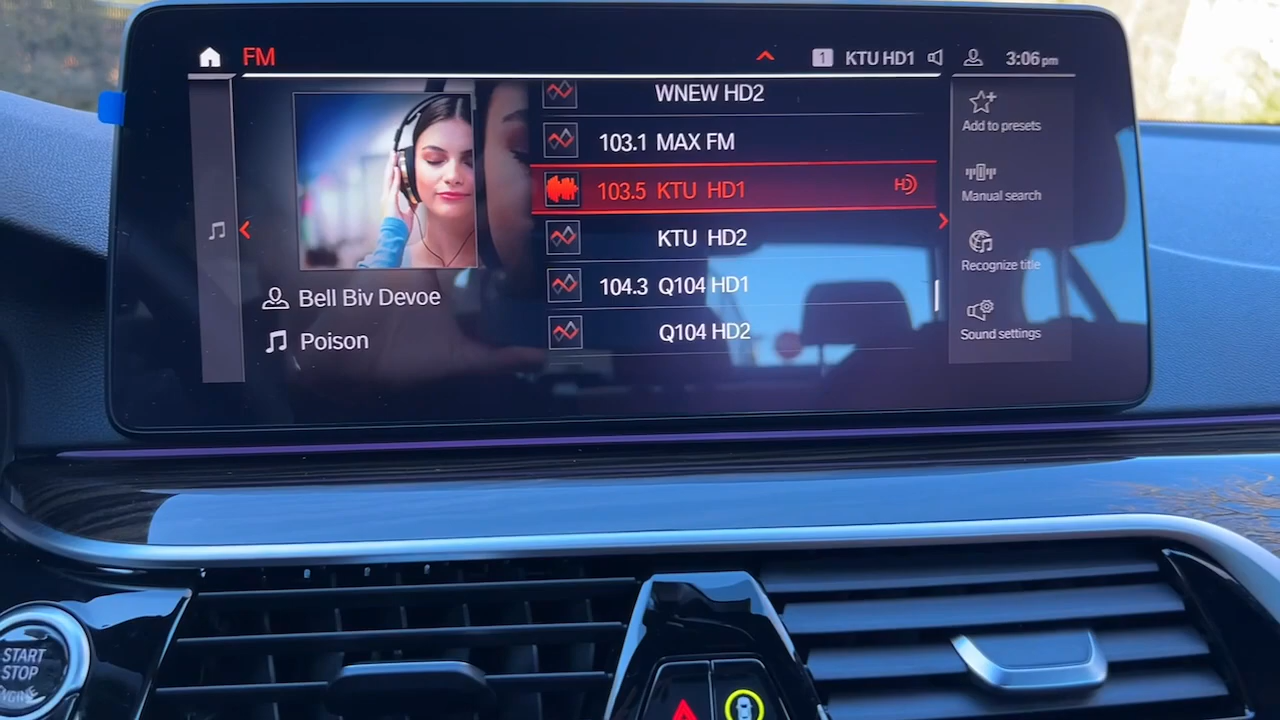 FM
1 KTU HD1
3:06pm
WNEW HD2
103.1 MAX FM
103.5 KTU HD1 HD
KTU HD2
104.3 Q104 HD1
Q104 HD2
Bell Biv Devoe
Poison
Add to presets
Manual search
Recognize title
Sound settings
START
STOP